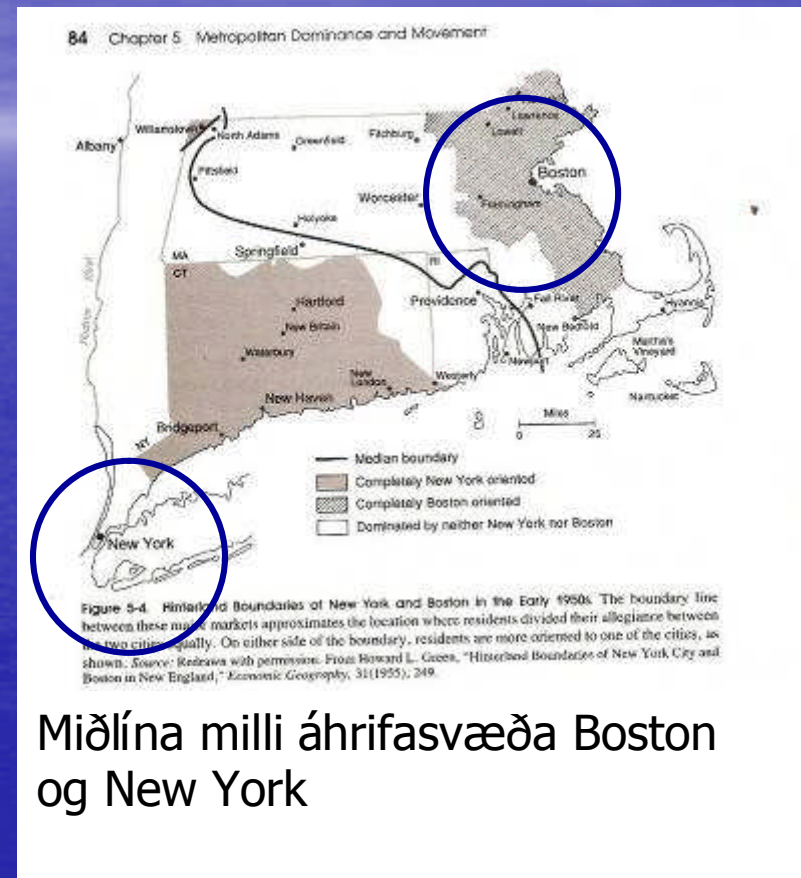 84 Chapter 5 Metropolitan Dominance and Movement
Albany
Williamstown
North Adams
Greenfield
Fitchburg
Lawrence
Lowell
Pittsfield
Boston
Worcester
Framingham
Holyoke
Springfield
MA
CT
RI
Hartford
Providence
Fall River
Hyannis
New Britain
New Bedford
Waterbury
Martha's
Vineyard
Newport
New
London
Westerly
Nantucket
New Haven
Bridgeport
NY
Miles
0 25
New York
Median boundary
Completely New York oriented
Completely Boston oriented
Dominated by neither New York nor Boston
Figure 5-4. Hinterland Boundaries of New York and Boston in the Early 1950s. The boundary line
between these major markets approximates the location where residents divided their allegiance between
the two cities equally. On either side of the boundary, residents are more oriented to one of the cities, as
shown. Source: Redrawn with permission. From Howard L. Green, "Hinterland Boundaries of New York City and
Boston in New England," Economic Geography, 31(1955), 249.
Miðlína milli áhrifasvæða Boston
og New York